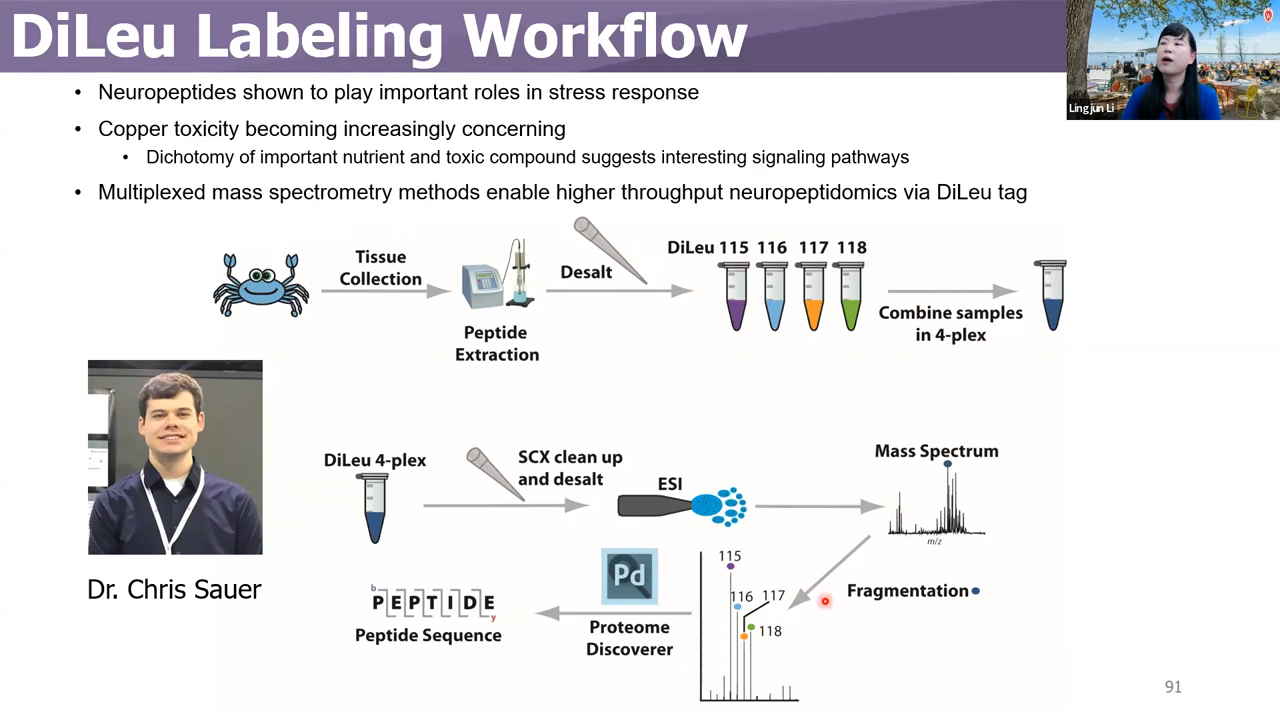 DiLeu Labeling Workflow
Lingjun Li
• Neuropeptides shown to play important roles in stress response
• Copper toxicity becoming increasingly concerning
• Dichotomy of important nutrient and toxic compound suggests interesting signaling pathways
• Multiplexed mass spectrometry methods enable higher throughput neuropeptidomics via DiLeu tag
Tissue
Collection
Peptide
Extraction
Desalt
DiLeu 115 116 117 118
Combine samples
in 4-plex
Dr. Chris Sauer
DiLeu 4-plex
SCX clean up
and desalt
ESI
Mass Spectrum
m/z
Fragmentation
115
116
117
118
Pd
Proteome
Discoverer
b
PEPTIDE
y
Peptide Sequence
91